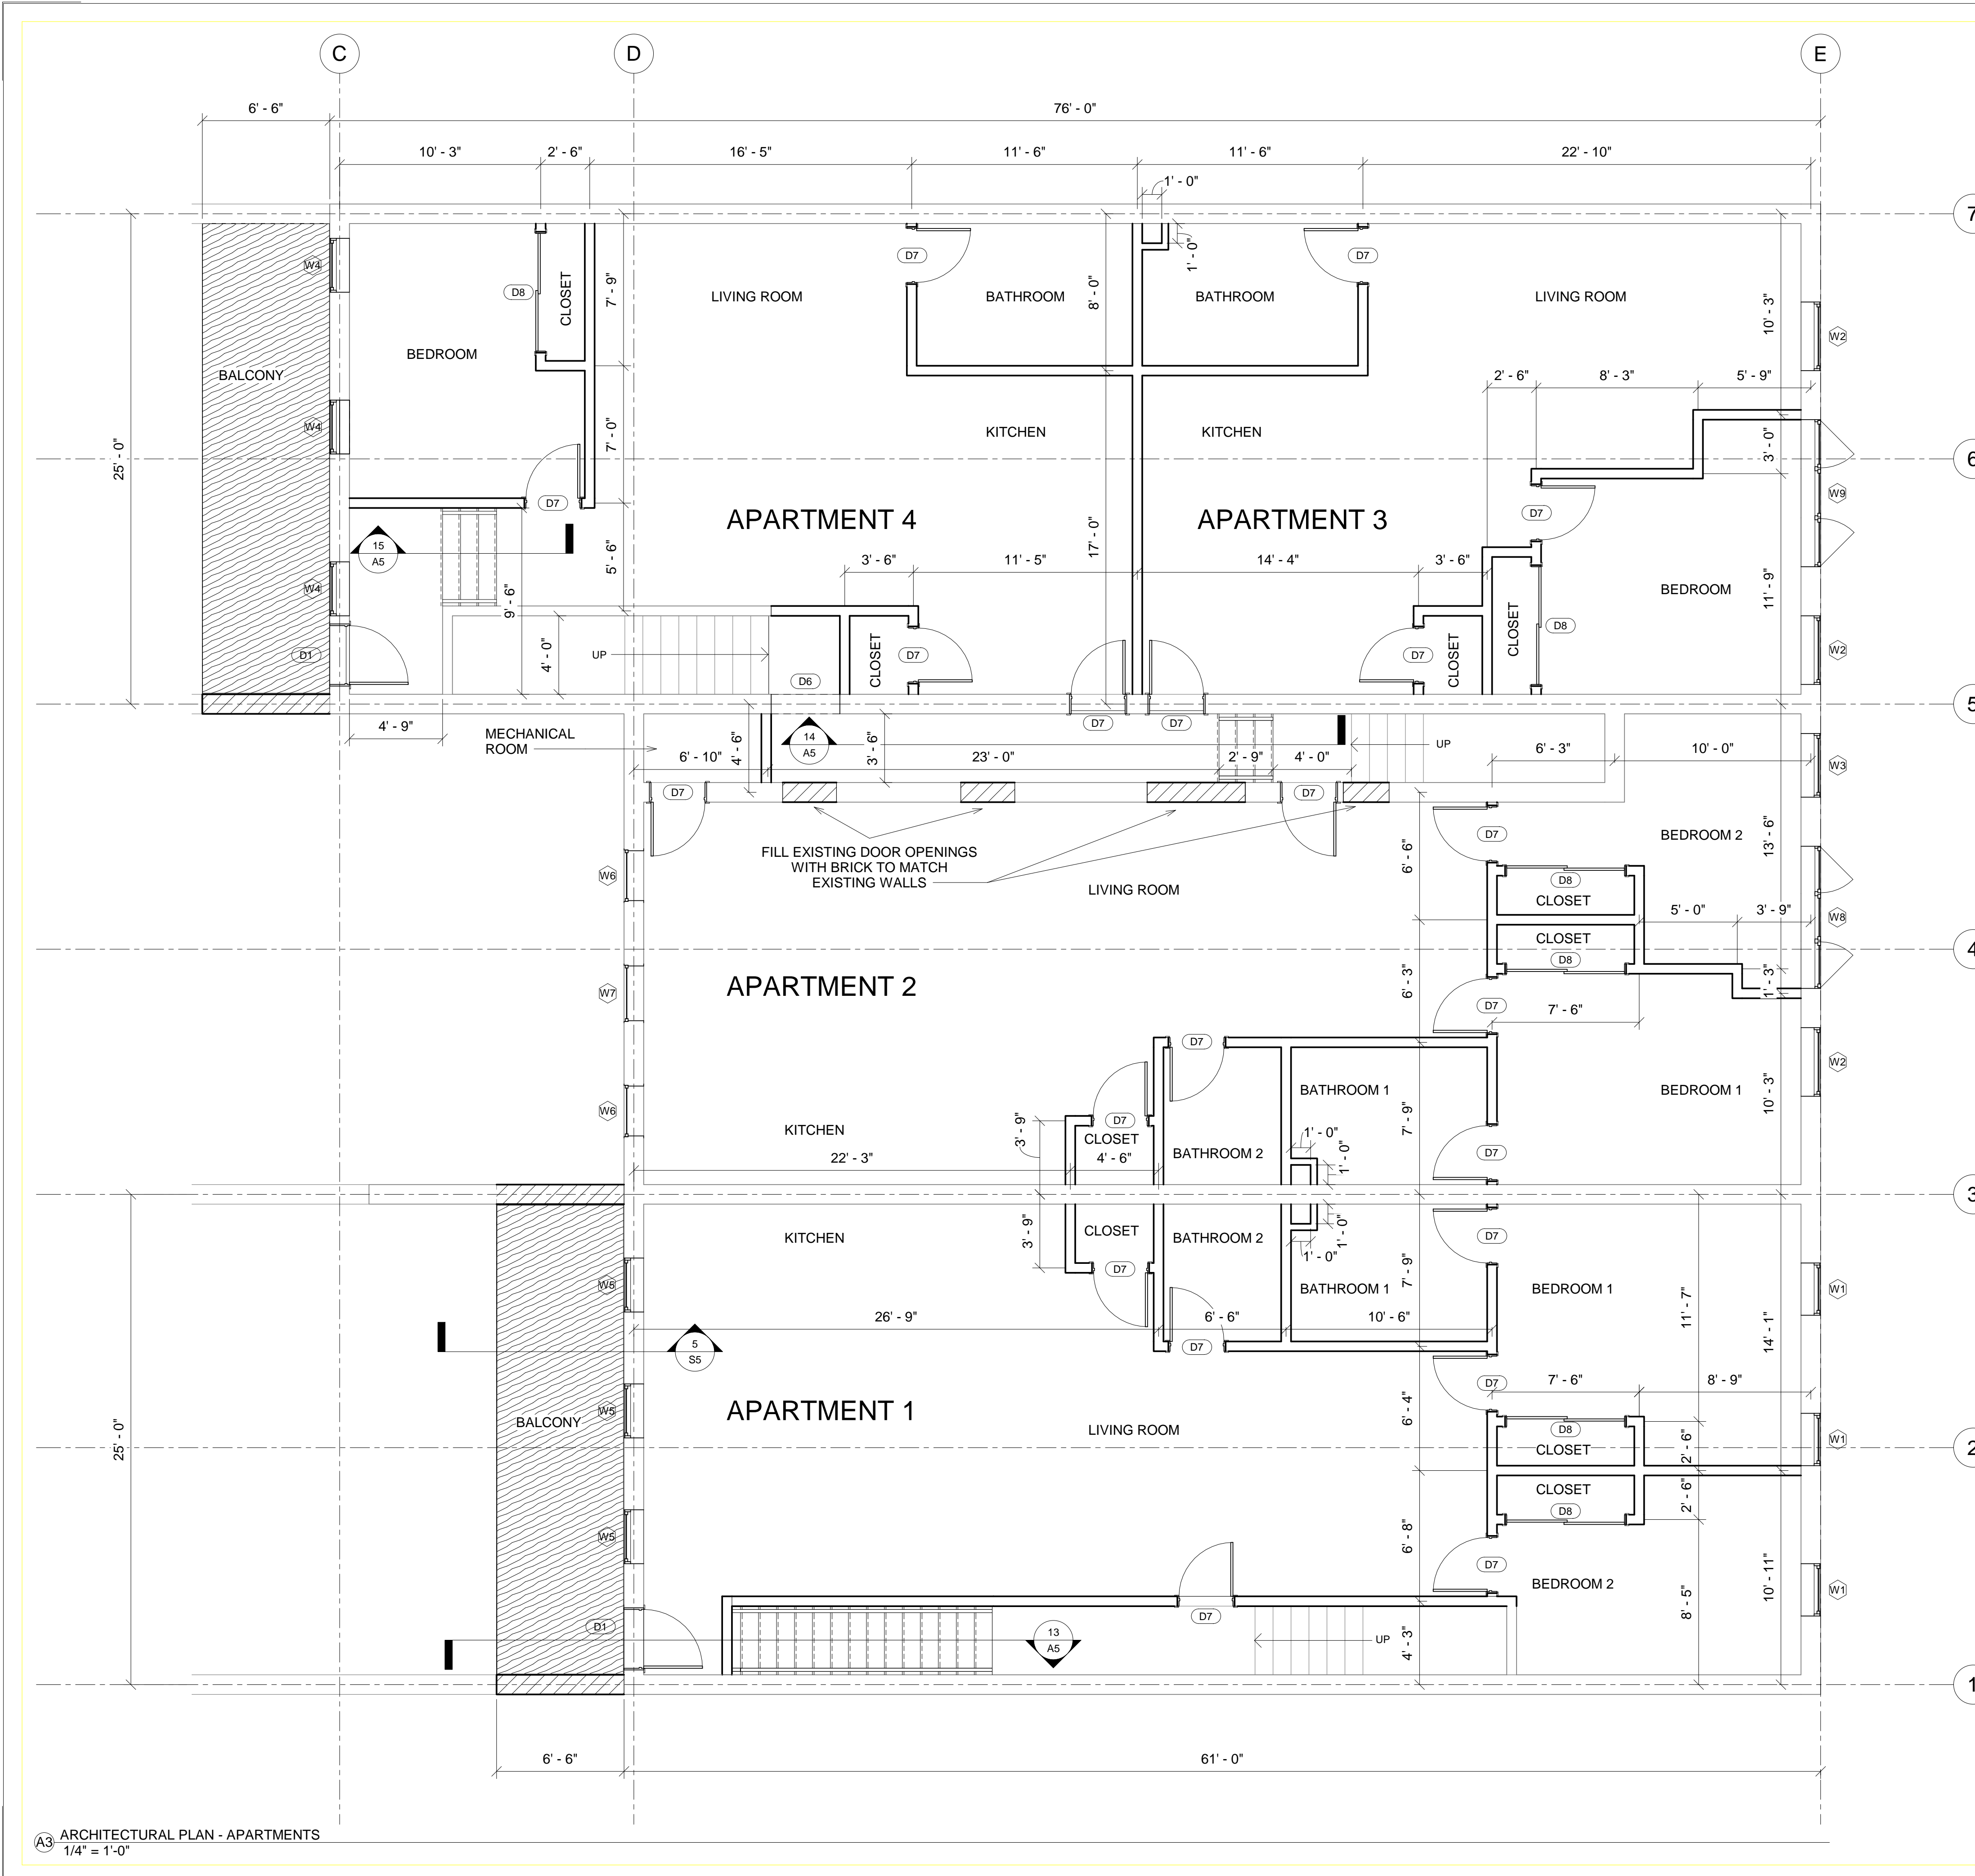 C
D
E
6' - 6"
76' - 0"
10' - 3"
2' - 6"
16' - 5"
11' - 6"
11' - 6"
22' - 10"
1' - 0"
7
W4
D8
CLOSET
7' - 9"
LIVING ROOM
D7
BATHROOM
8' - 0"
1' - 0"
BATHROOM
D7
LIVING ROOM
10' - 3"
W2
BEDROOM
BALCONY
2' - 6"
8' - 3"
5' - 9"
W4
7' - 0"
KITCHEN
KITCHEN
3' - 0"
25' - 0"
6
W9
D7
APARTMENT 4
APARTMENT 3
D7
15
A5
5' - 6"
17' - 0"
3' - 6"
11' - 5"
14' - 4"
3' - 6"
W4
9' - 6"
BEDROOM
11' - 9"
CLOSET
D8
D1
4' - 0"
UP
D6
CLOSET
D7
D7
CLOSET
W2
5
4' - 9"
MECHANICAL
ROOM
D7
D7
14
A5
6' - 10"
4' - 6"
3' - 6"
23' - 0"
2' - 9"
4' - 0"
UP
6' - 3"
10' - 0"
W3
D7
D7
FILL EXISTING DOOR OPENINGS
WITH BRICK TO MATCH
EXISTING WALLS
6' - 6"
D7
BEDROOM 2
13' - 6"
W6
LIVING ROOM
D8
CLOSET
5' - 0"
3' - 9"
W8
CLOSET
D8
4
APARTMENT 2
W7
6' - 3"
D7
7' - 6"
1' - 3"
D7
W2
BATHROOM 1
BEDROOM 1
10' - 3"
W6
KITCHEN
3' - 9"
D7
CLOSET
7' - 9"
22' - 3"
4' - 6"
BATHROOM 2
1' - 0"
1' - 0"
D7
3
KITCHEN
3' - 9"
CLOSET
BATHROOM 2
1' - 0"
1' - 0"
D7
D7
W5
BATHROOM 1
7' - 9"
BEDROOM 1
11' - 7"
14' - 1"
W1
26' - 9"
6' - 6"
10' - 6"
5
S5
D7
D7
7' - 6"
8' - 9"
APARTMENT 1
BALCONY
W5
LIVING ROOM
6' - 4"
D8
CLOSET
2' - 6"
W1
25' - 0"
2
CLOSET
D8
2' - 6"
W5
6' - 8"
D7
BEDROOM 2
8' - 5"
10' - 11"
W1
D1
D7
13
A5
UP
4' - 3"
1
6' - 6"
61' - 0"
A3
ARCHITECTURAL PLAN - APARTMENTS
1/4" = 1'-0"